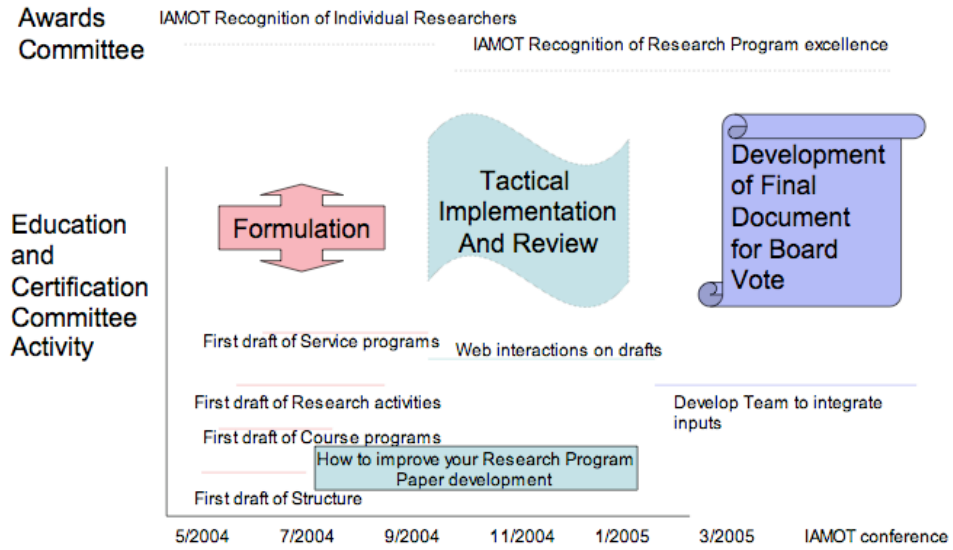 Awards
Committee
IAMOT Recognition of Individual Researchers
IAMOT Recognition of Research Program excellence
Education
and
Certification
Committee
Activity
Formulation
Tactical
Implementation
And Review
Development
of Final
Document
for Board
Vote
First draft of Service programs
Web interactions on drafts
First draft of Research activities
Develop Team to integrate
inputs
First draft of Course programs
How to improve your Research Program
Paper development
First draft of Structure
5/2004 7/2004 9/2004 11/2004 1/2005 3/2005 IAMOT conference